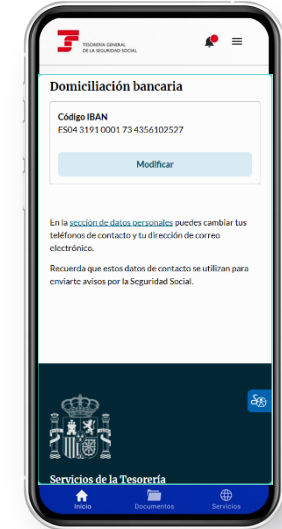 TESORERÍA GENERAL
DE LA SEGURIDAD SOCIAL
Domiciliación bancaria
Código IBAN
ES04 3191 0001 73 4356102527
Modificar
En la sección de datos personales puedes cambiar tus
teléfonos de contacto y tu dirección de correo
electrónico.
Recuerda que estos datos de contacto se utilizan para
enviarte avisos por la Seguridad Social.
Servicios de la Tesorería
Inicio
Documentos
Servicios